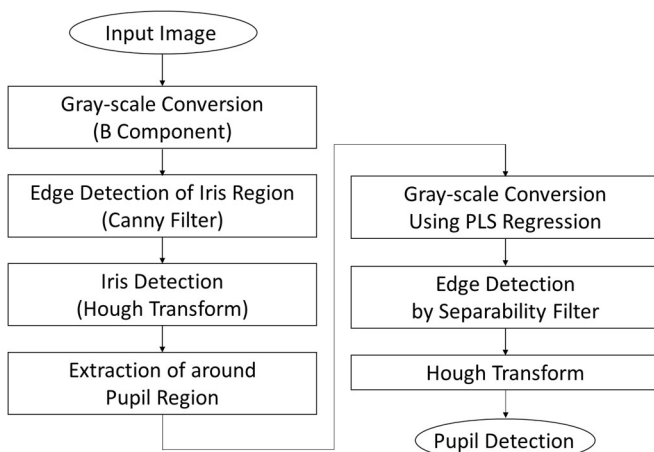 Input Image
Gray-scale Conversion
(B Component)
Edge Detection of Iris Region
(Canny Filter)
Iris Detection
(Hough Transform)
Extraction of around
Pupil Region
Gray-scale Conversion
Using PLS Regression
Edge Detection
by Separability Filter
Hough Transform
Pupil Detection